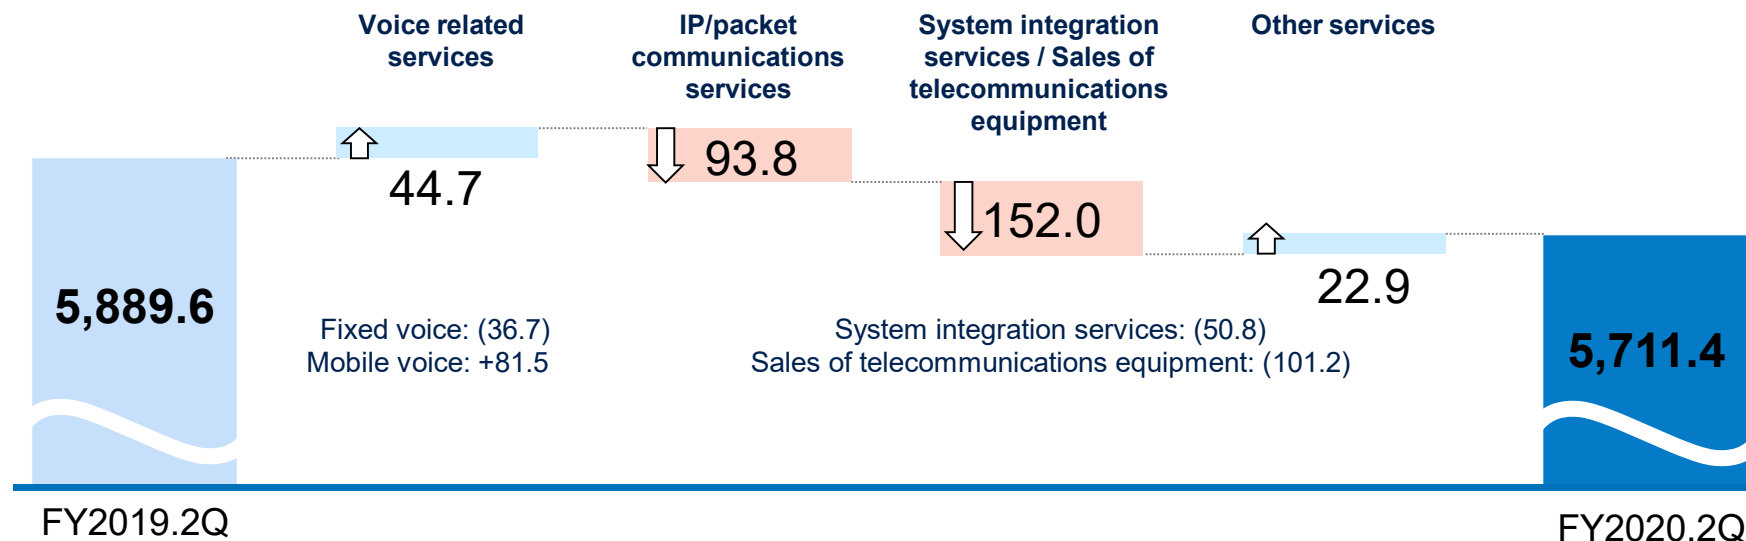 Voice related
services
IP/packet
communications
services
System integration
services / Sales of
telecommunications
equipment
Other services
44.7
93.8
152.0
22.9
5,889.6
Fixed voice: (36.7)
Mobile voice: +81.5
System integration services: (50.8)
Sales of telecommunications equipment: (101.2)
5,711.4
FY2019.2Q
FY2020.2Q